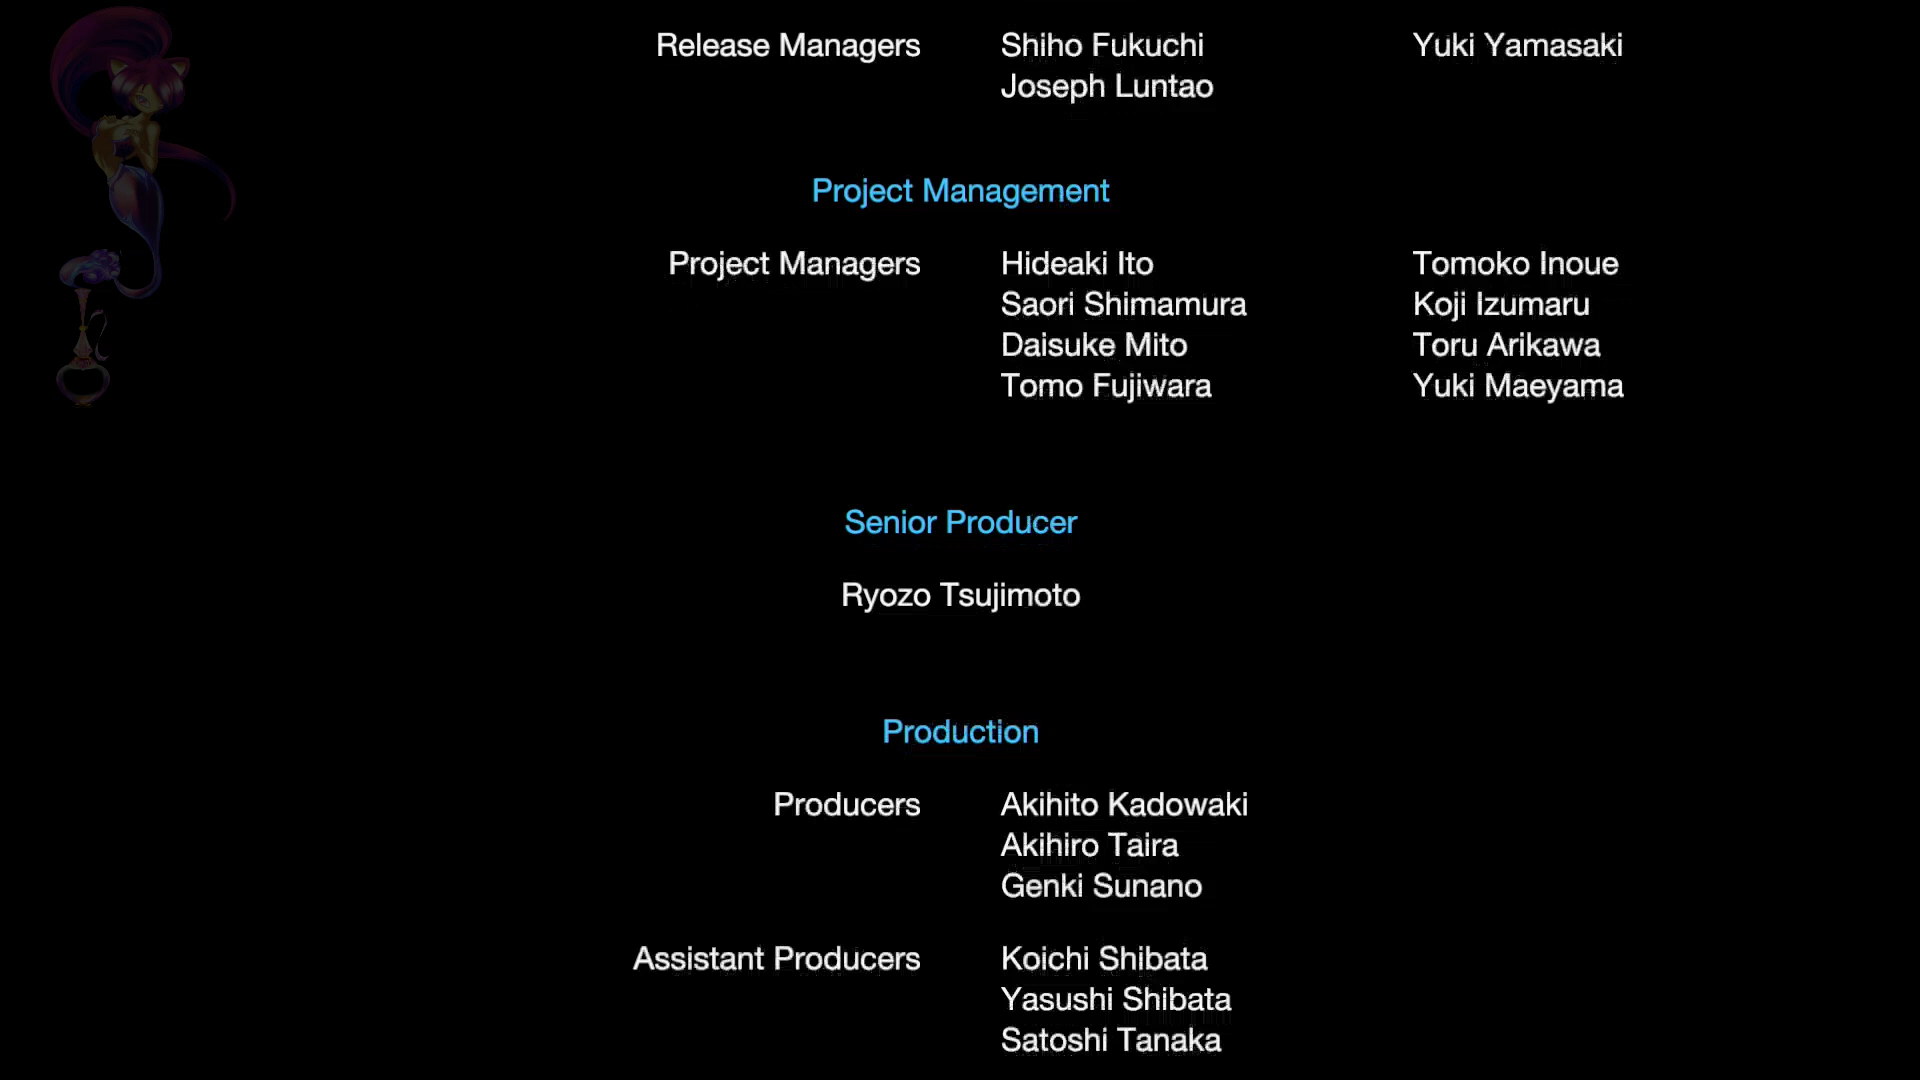 Release Managers Shiho Fukuchi Yuki Yamasaki
Joseph Luntao
Project Management
Project Managers Hideaki Ito Tomoko Inoue
Saori Shimamura Koji Izumaru
Daisuke Mito Toru Arikawa
Tomo Fujiwara Yuki Maeyama
Senior Producer
Ryozo Tsujimoto
Production
Producers Akihito Kadowaki
Akihiro Taira
Genki Sunano
Assistant Producers Koichi Shibata
Yasushi Shibata
Satoshi Tanaka